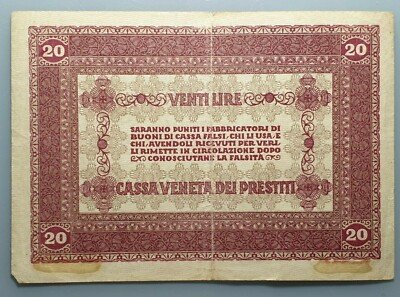 20 20
VENTI LIRE
SARANNO PUNITI I FABBRICATORI DI
BUONI DI CASSA FALSI, CHI LI USA, E
CHI, AVENDOLI RICEVUTI PER VERI,
LI RIMETTE IN CIRCOLAZIONE DOPO
CONOSCIUTANE LA FALSITÀ
CASSA VENETA DEI PRESTITI
20 20